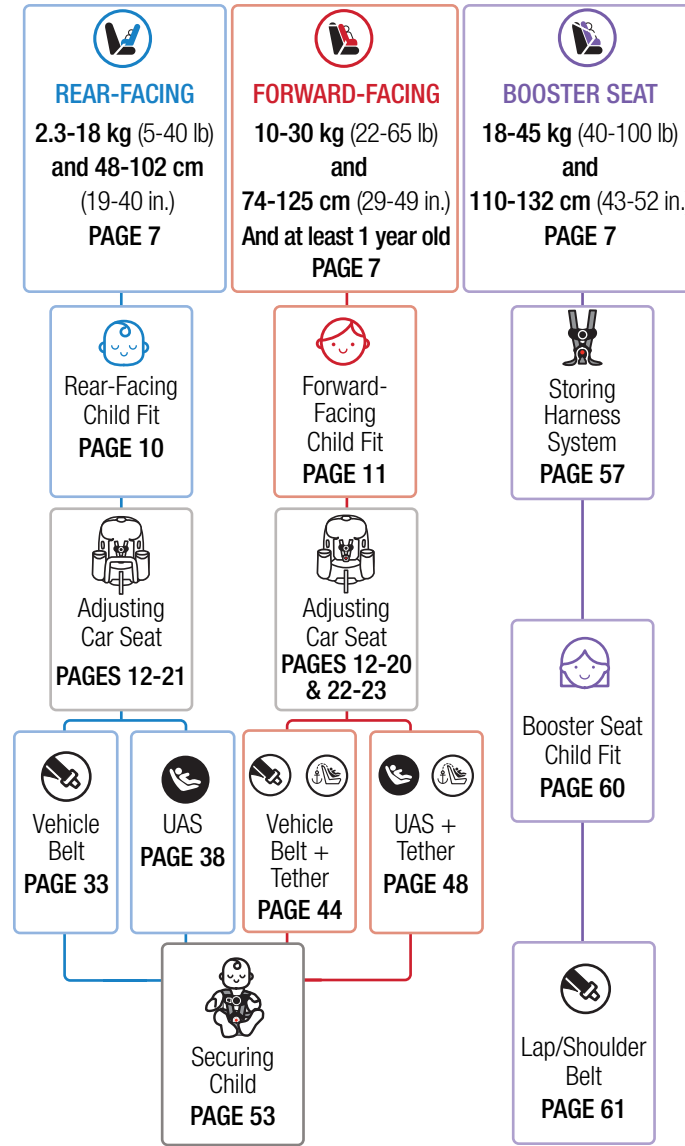 REAR-FACING
2.3-18 kg (5-40 lb)
and 48-102 cm
(19-40 in.)
PAGE 7
FORWARD-FACING
10-30 kg (22-65 lb)
and
74-125 cm (29-49 in.)
And at least 1 year old
PAGE 7
BOOSTER SEAT
18-45 kg (40-100 lb)
and
110-132 cm (43-52 in.
PAGE 7
Rear-Facing
Child Fit
PAGE 10
Forward-
Facing
Child Fit
PAGE 11
Storing
Harness
System
PAGE 57
Adjusting
Car Seat
PAGES 12-21
Adjusting
Car Seat
PAGES 12-20
& 22-23
Booster Seat
Child Fit
PAGE 60
Vehicle
Belt
PAGE 33
UAS
PAGE 38
Vehicle
Belt +
Tether
PAGE 44
UAS +
Tether
PAGE 48
Securing
Child
PAGE 53
Lap/Shoulder
Belt
PAGE 61